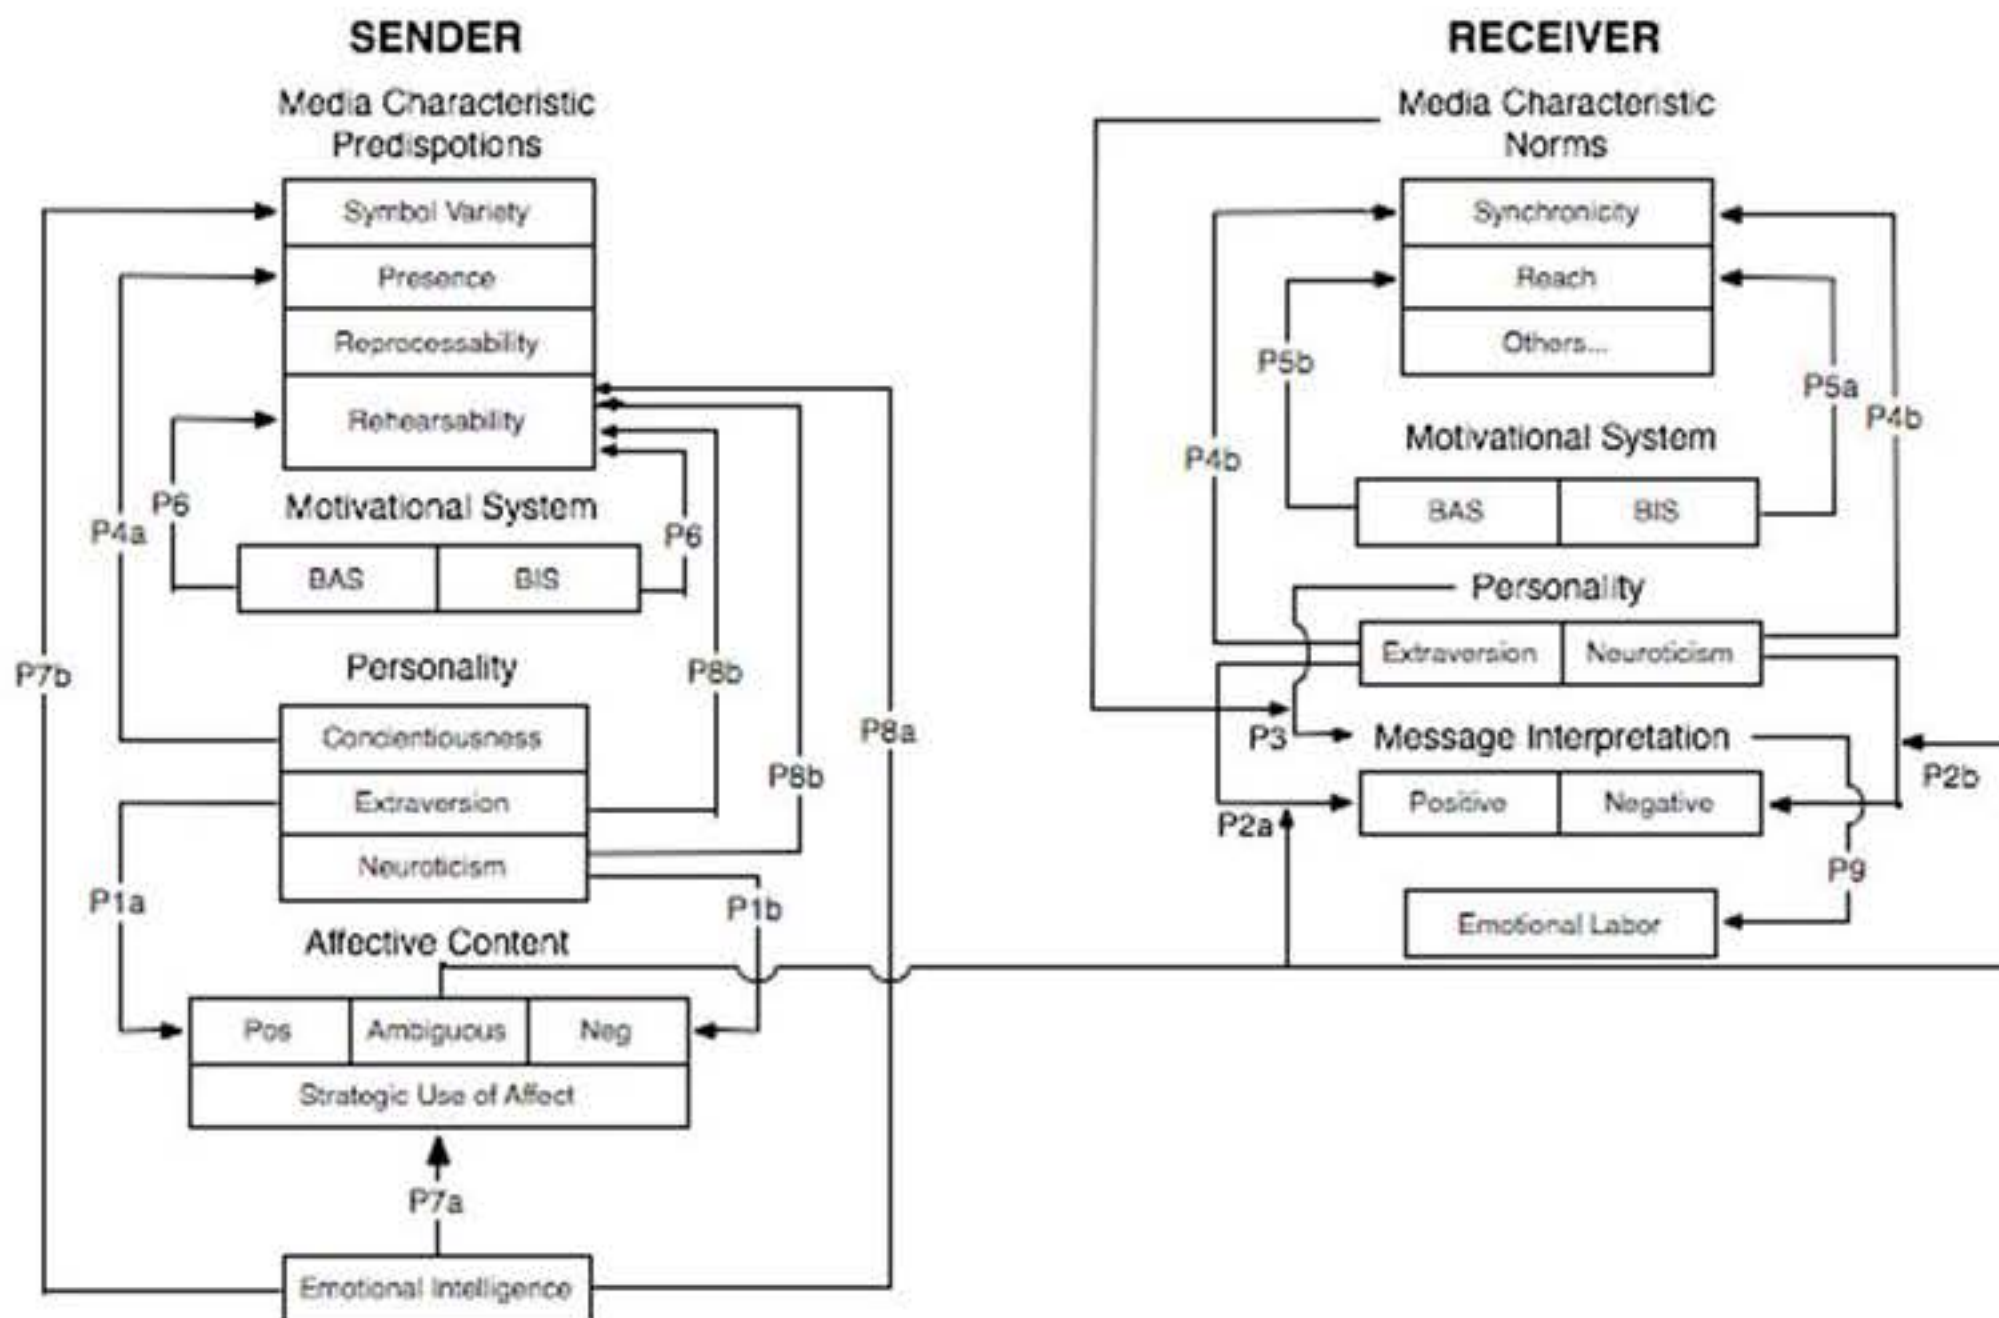 SENDER
Media Characteristic
Predispotions
Symbol Variety
Presence
Reprocessability
Rehearsability
P6
P4a
Motivational System
P6
BAS
BIS
P7b
Personality
P8b
P8a
Concientiousness
Extraversion
P8b
Neuroticism
P1a
P1b
Affective Content
Pos
Ambiguous
Neg
Strategic Use of Affect
P7a
Emotional Intelligence
RECEIVER
Media Characteristic
Norms
Synchronicity
Reach
Others...
P5b
P5a
P4b
Motivational System
P4b
BAS
BIS
Personality
Extraversion
Neuroticism
P3
Message Interpretation
P2b
Positive
Negative
P2a
P9
Emotional Labor